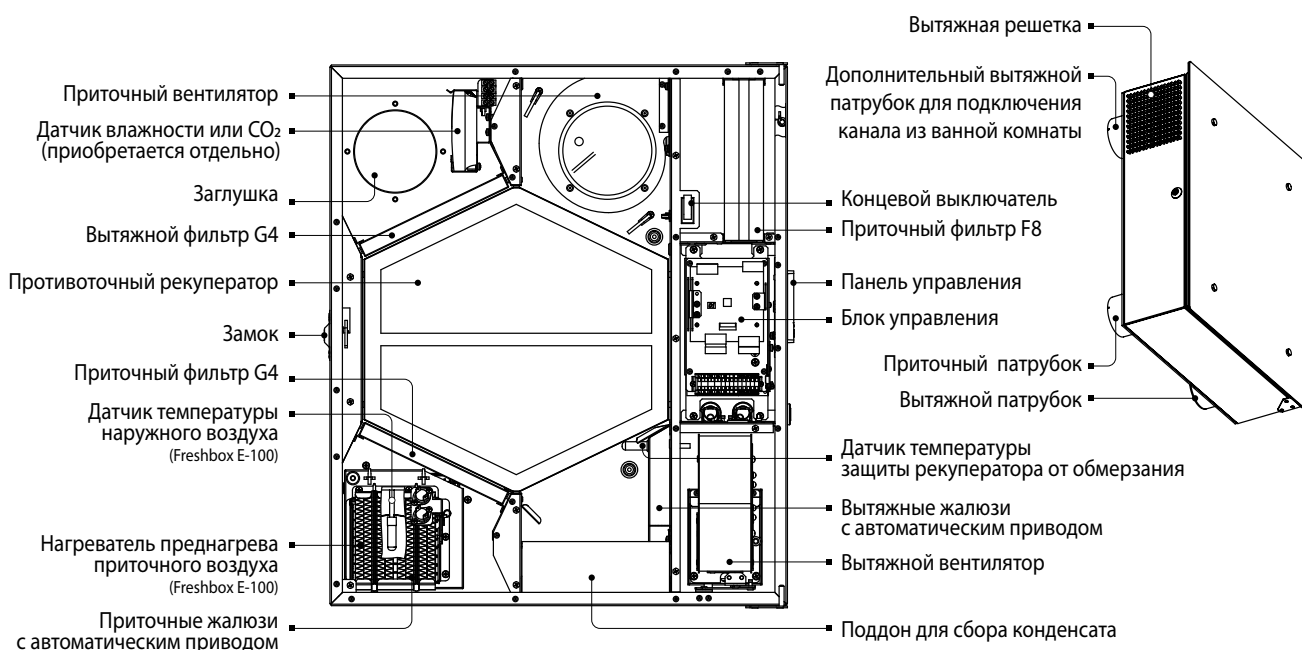 Приточный вентилятор
Датчик влажности или CO₂
(приобретается отдельно)
Заглушка
Вытяжной фильтр G4
Противоточный рекуператор
Замок
Приточный фильтр G4
Датчик температуры
наружного воздуха
(Freshbox E-100)
Нагреватель преднагрева
приточного воздуха
(Freshbox E-100)
Приточные жалюзи
с автоматическим приводом
Вытяжная решетка
Дополнительный вытяжной
патрубок для подключения
канала из ванной комнаты
Концевой выключатель
Приточный фильтр F8
Панель управления
Блок управления
Приточный патрубок
Вытяжной патрубок
Датчик температуры
защиты рекуператора от обмерзания
Вытяжные жалюзи
с автоматическим приводом
Вытяжной вентилятор
Поддон для сбора конденсата